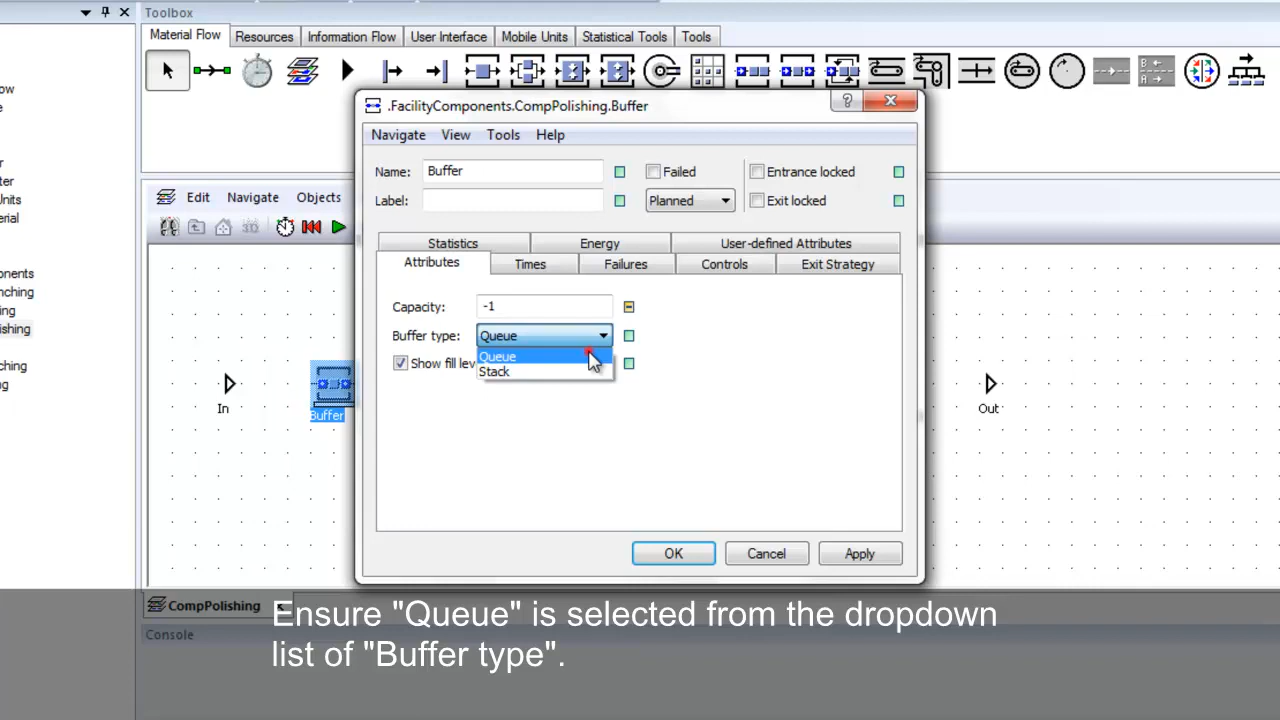 Toolbox
Material Flow Resources Information Flow User Interface Mobile Units Statistical Tools Tools
.FacilityComponents.CompPolishing.Buffer
Navigate View Tools Help
Name: Buffer Failed Entrance locked
Label: Planned Exit locked
Edit Navigate Objects
Statistics Energy User-defined Attributes
Attributes Times Failures Controls Exit Strategy
Capacity: -1
Buffer type: Queue
Queue
Show fill lev
Stack
In
Buffer
Out
OK Cancel Apply
CompPolishing
Ensure "Queue" is selected from the dropdown
list of "Buffer type".
Console